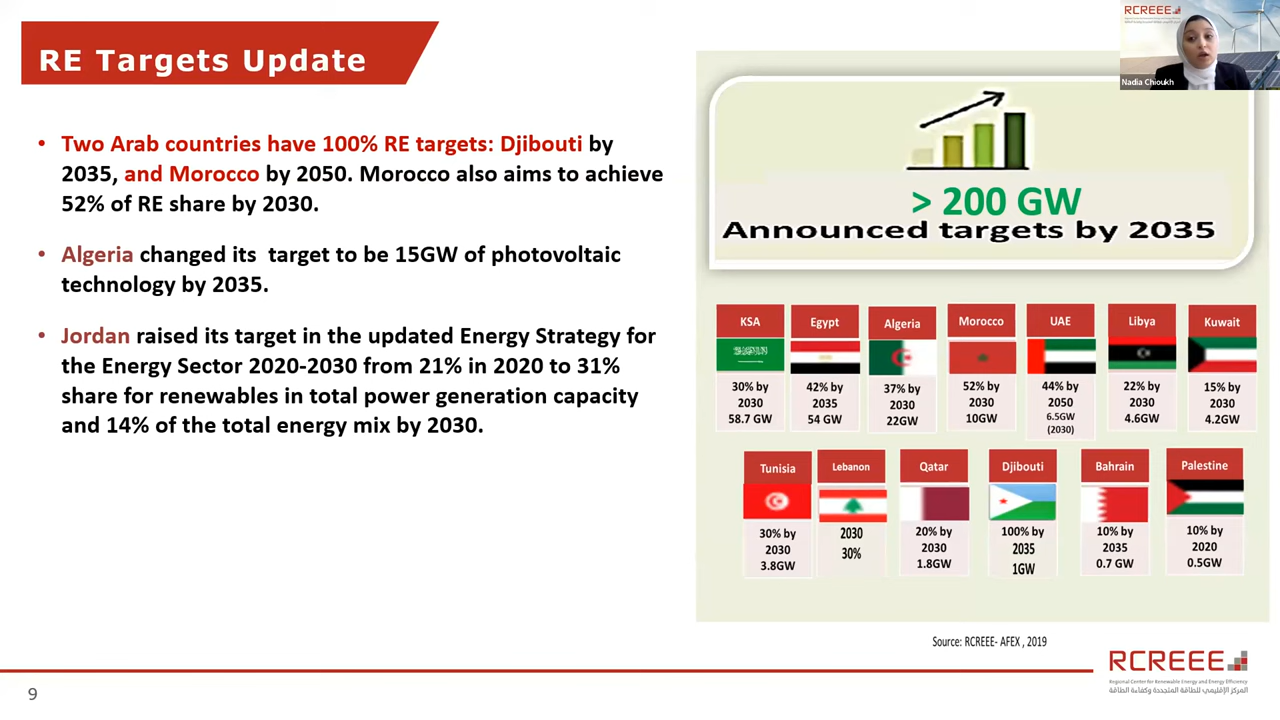 RE Targets Update
RCREEE
Nadia Chioukh
• Two Arab countries have 100% RE targets: Djibouti by
2035, and Morocco by 2050. Morocco also aims to achieve
52% of RE share by 2030.
• Algeria changed its target to be 15GW of photovoltaic
technology by 2035.
• Jordan raised its target in the updated Energy Strategy for
the Energy Sector 2020-2030 from 21% in 2020 to 31%
share for renewables in total power generation capacity
and 14% of the total energy mix by 2030.
> 200 GW
Announced targets by 2035
KSA
30% by
2030
58.7 GW
Egypt
42% by
2035
54 GW
Algeria
37% by
2030
22GW
Morocco
52% by
2030
10GW
UAE
44% by
2050
6.5GW
(2030)
Libya
22% by
2030
4.6GW
Kuwait
15% by
2030
4.2GW
Tunisia
30% by
2030
3.8GW
Lebanon
2030
30%
Qatar
20% by
2030
1.8GW
Djibouti
100% by
2035
1GW
Bahrain
10% by
2035
0.7 GW
Palestine
10% by
2020
0.5GW
Source: RCREEE- AFEX , 2019
RCREEE
Regional Center for Renewable Energy and Energy Efficiency
المركز الإقليمي للطاقة المتجددة وكفاءة الطاقة
9